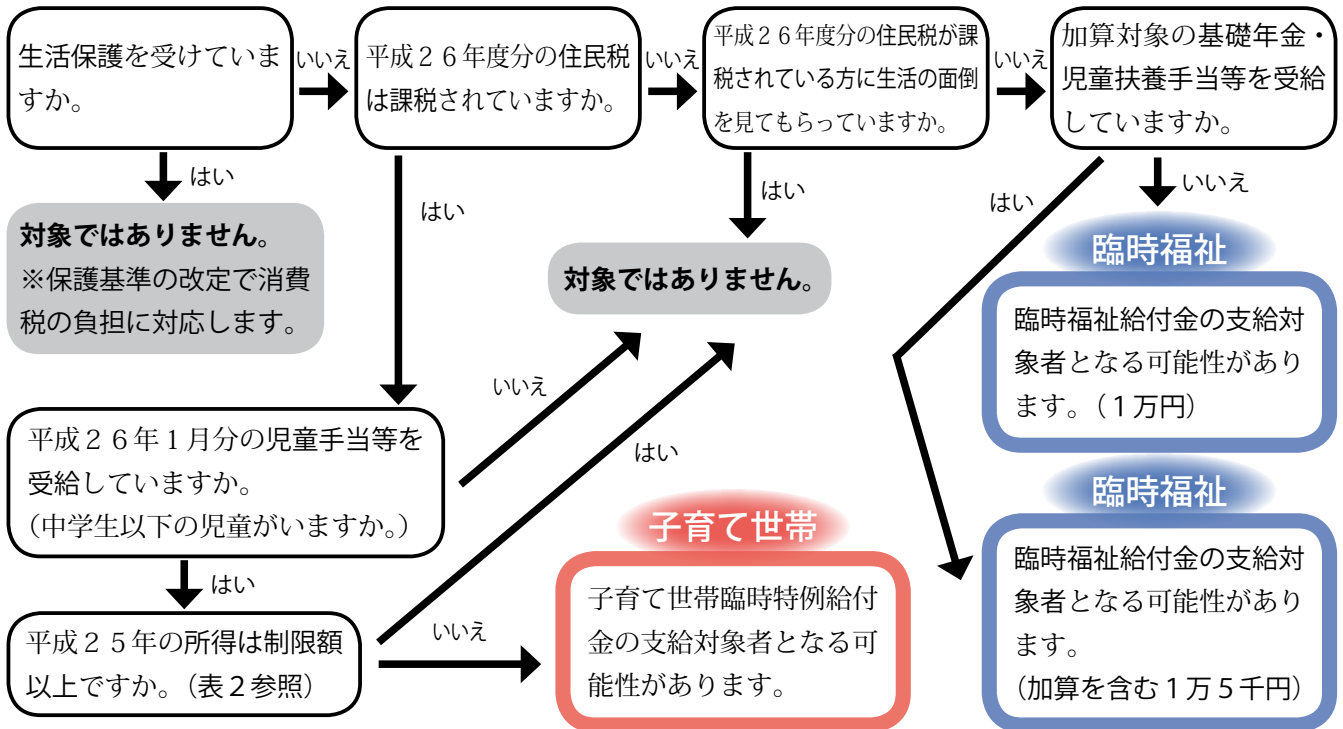 生活保護を受けていま
すか。
いいえ
平成２６年度分の住民税
は課税されていますか。
いいえ
平成２６年度分の住民税が課
税されている方に生活の面倒
を見てもらっていますか。
いいえ
加算対象の基礎年金・
児童扶養手当等を受給
していますか。
はい
はい
はい
はい
いいえ
対象ではありません。
※保護基準の改定で消費
税の負担に対応します。
対象ではありません。
臨時福祉
臨時福祉給付金の支給対
象者となる可能性があり
ます。（１万円）
いいえ
はい
平成２６年１月分の児童手当等を
受給していますか。
（中学生以下の児童がいますか。）
はい
平成２５年の所得は制限額
以上ですか。（表２参照）
いいえ
子育て世帯
子育て世帯臨時特例給付
金の支給対象者となる可
能性があります。
臨時福祉
臨時福祉給付金の支給対
象者となる可能性があり
ます。
（加算を含む１万５千円）